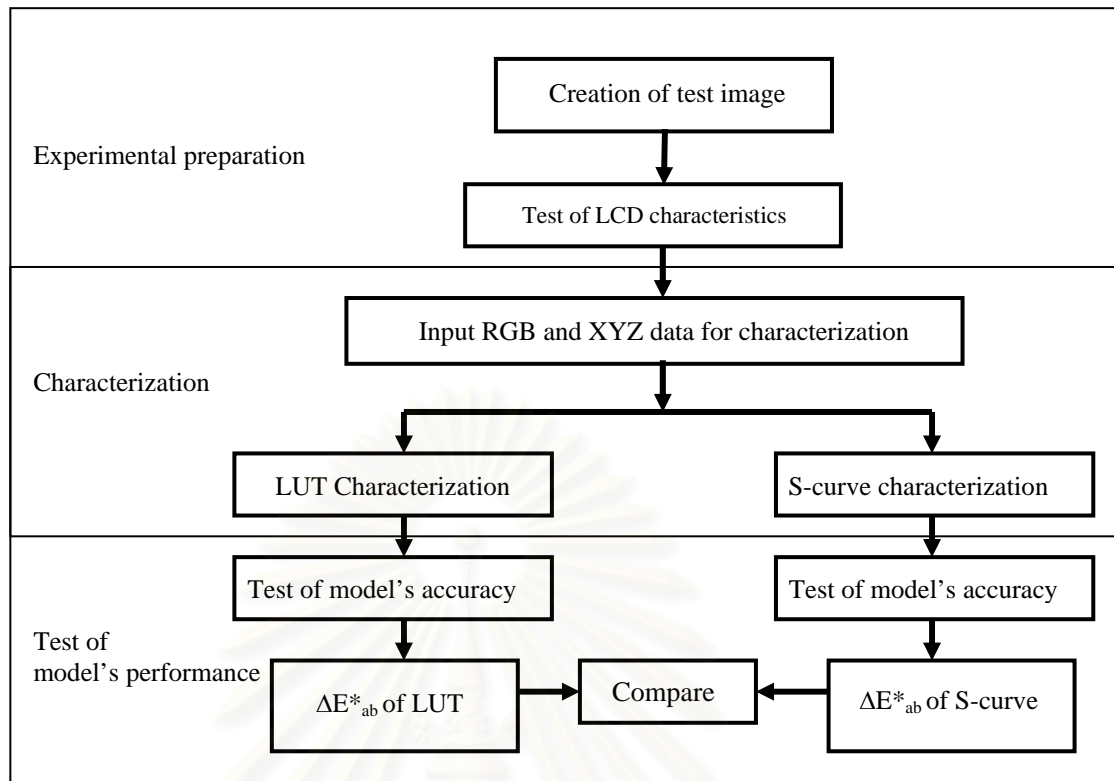 Creation of test image
Experimental preparation
Test of LCD characteristics
Input RGB and XYZ data for characterization
Characterization
LUT Characterization
S-curve characterization
Test of model’s accuracy
Test of model’s accuracy
Test of
model’s performance
ΔE*ab of LUT
Compare
ΔE*ab of S-curve